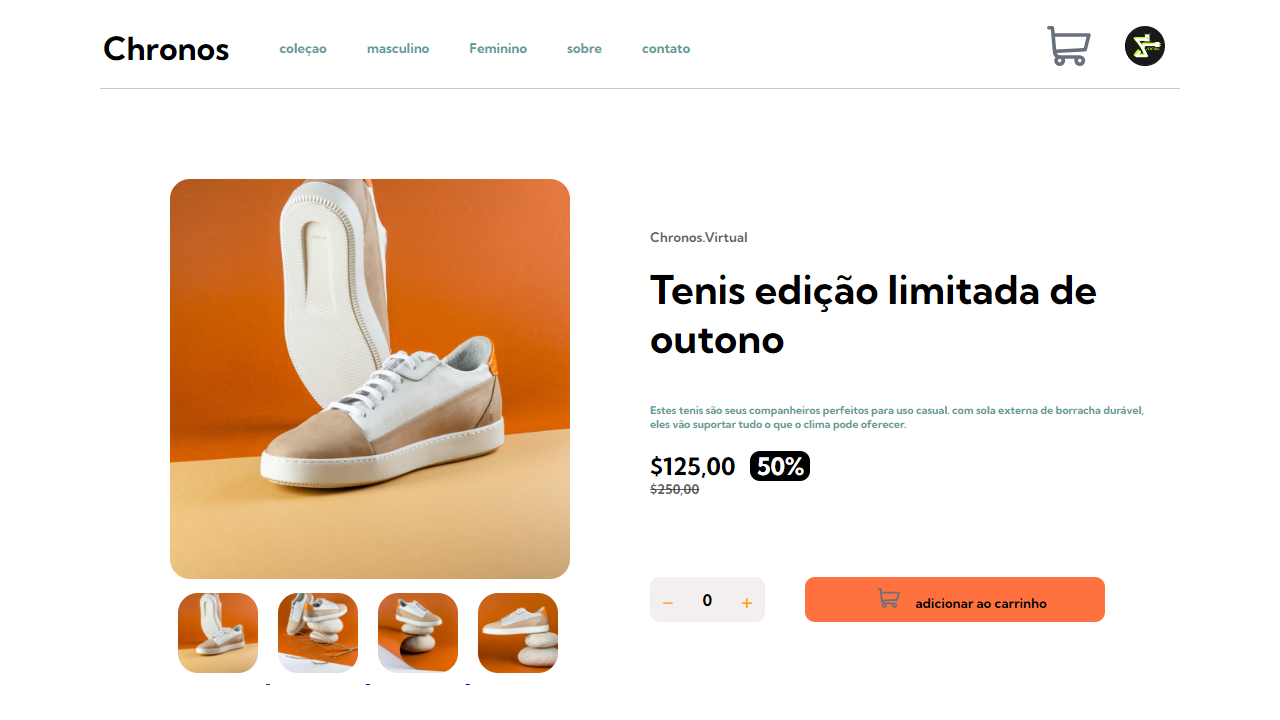 Chronos
coleçao
masculino
Feminino
sobre
contato
Chronos.Virtual
Tenis edição limitada de
outono
Estes tenis são seus companheiros perfeitos para uso casual. com sola externa de borracha durável,
eles vão suportar tudo o que o clima pode oferecer.
$125,00 50%
$250,00
− 0 +
adicionar ao carrinho